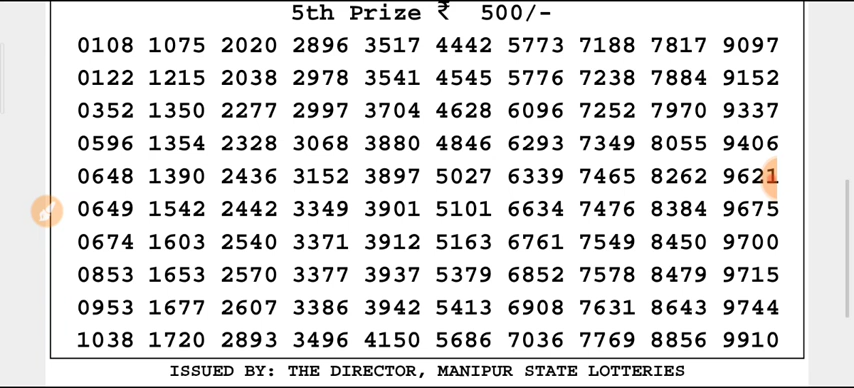 5th Prize ₹ 500/-
0108 1075 2020 2896 3517 4442 5773 7188 7817 9097
0122 1215 2038 2978 3541 4545 5776 7238 7884 9152
0352 1350 2277 2997 3704 4628 6096 7252 7970 9337
0596 1354 2328 3068 3880 4846 6293 7349 8055 9406
0648 1390 2436 3152 3897 5027 6339 7465 8262 9621
0649 1542 2442 3349 3901 5101 6634 7476 8384 9675
0674 1603 2540 3371 3912 5163 6761 7549 8450 9700
0853 1653 2570 3377 3937 5379 6852 7578 8479 9715
0953 1677 2607 3386 3942 5413 6908 7631 8643 9744
1038 1720 2893 3496 4150 5686 7036 7769 8856 9910
ISSUED BY: THE DIRECTOR, MANIPUR STATE LOTTERIES